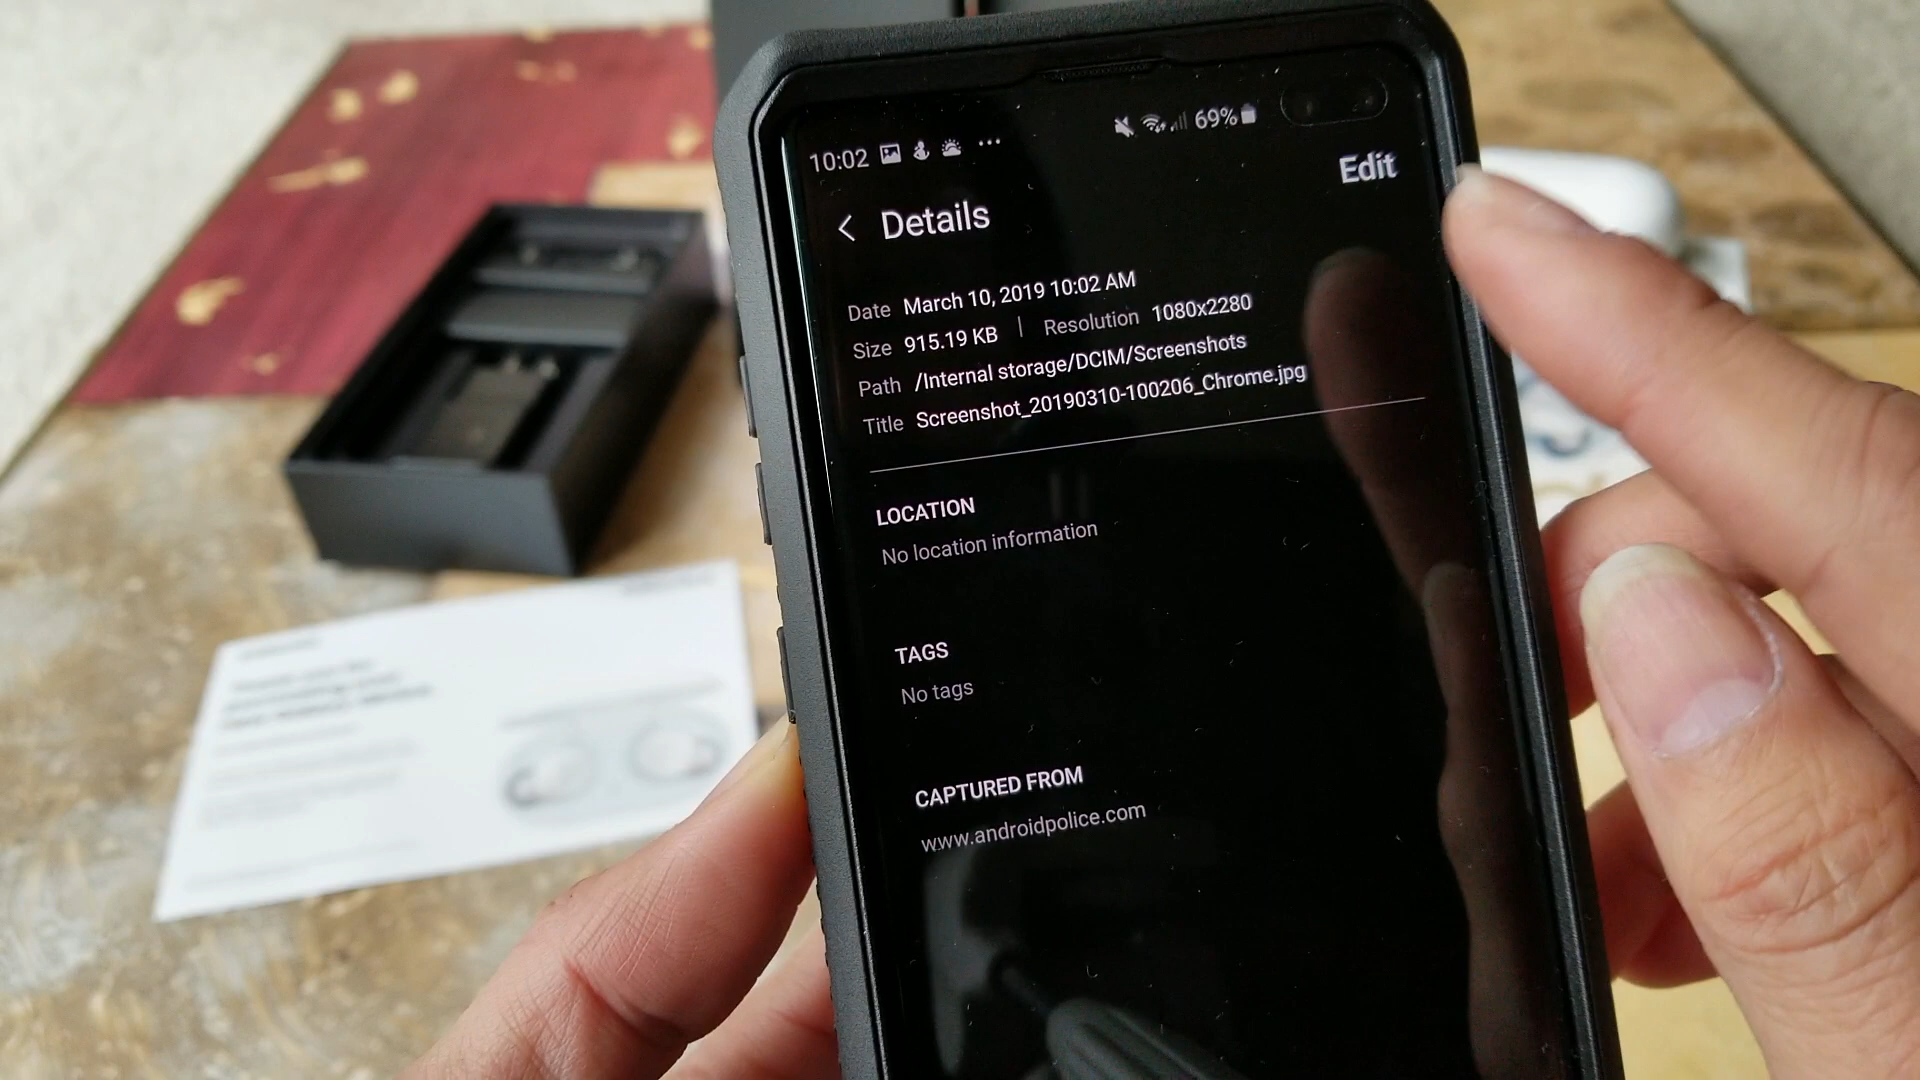 10:02 ... 69%
Edit
Details
Date March 10, 2019 10:02 AM
Size 915.19 KB | Resolution 1080x2280
Path /Internal storage/DCIM/Screenshots
Title Screenshot_20190310-100206_Chrome.jpg
LOCATION
No location information
TAGS
No tags
CAPTURED FROM
www.androidpolice.com